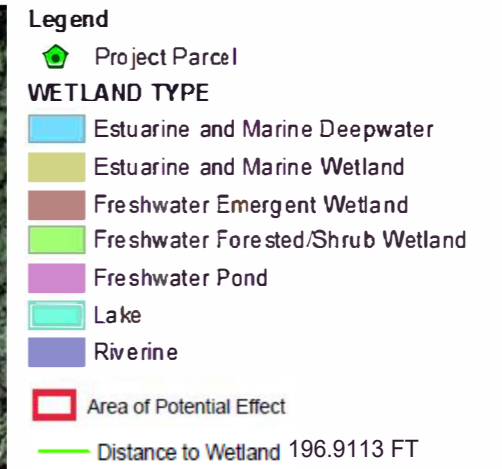 Legend
Project Parcel
WETLAND TYPE
Estuarine and Marine Deepwater
Estuarine and Marine Wetland
Freshwater Emergent Wetland
Freshwater Forested/Shrub Wetland
Freshwater Pond
Lake
Riverine
Area of Potential Effect
Distance to Wetland 196.9113 FT